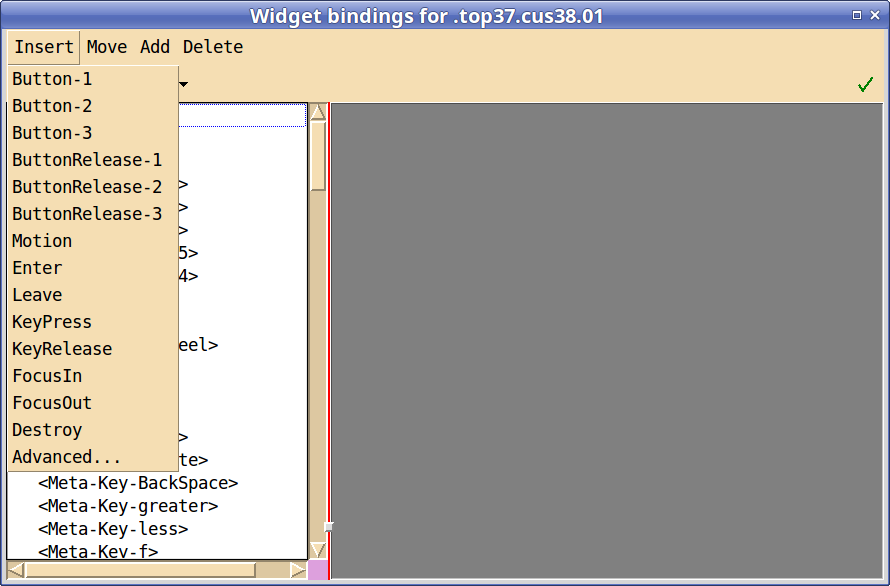 Widget bindings for .top37.cus38.01
Insert Move Add Delete
Button-1
Button-2
Button-3
ButtonRelease-1
ButtonRelease-2
>
ButtonRelease-3
>
>
Motion
5>
Enter
4>
Leave
KeyPress
KeyRelease
eel>
FocusIn
FocusOut
Destroy
>
Advanced...
te>
<Meta-Key-BackSpace>
<Meta-Key-greater>
<Meta-Key-less>
<Meta-Key-f>